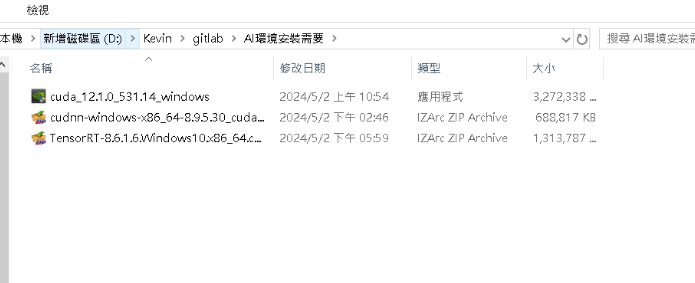 檢視
本機 > 新增磁碟區 (D:) > Kevin > gitlab > AI環境安裝需要 >
搜尋 AI環境安裝需
名稱 修改日期 類型 大小
cuda_12.1.0_531.14_windows 2024/5/2 上午 10:54 應用程式 3,272,338 ...
cudnn-windows-x86_64-8.9.5.30_cuda... 2024/5/2 下午 02:46 IZArc ZIP Archive 688,817 KB
TensorRT-8.6.1.6.Windows10.x86_64.c... 2024/5/2 下午 05:59 IZArc ZIP Archive 1,313,787 ...